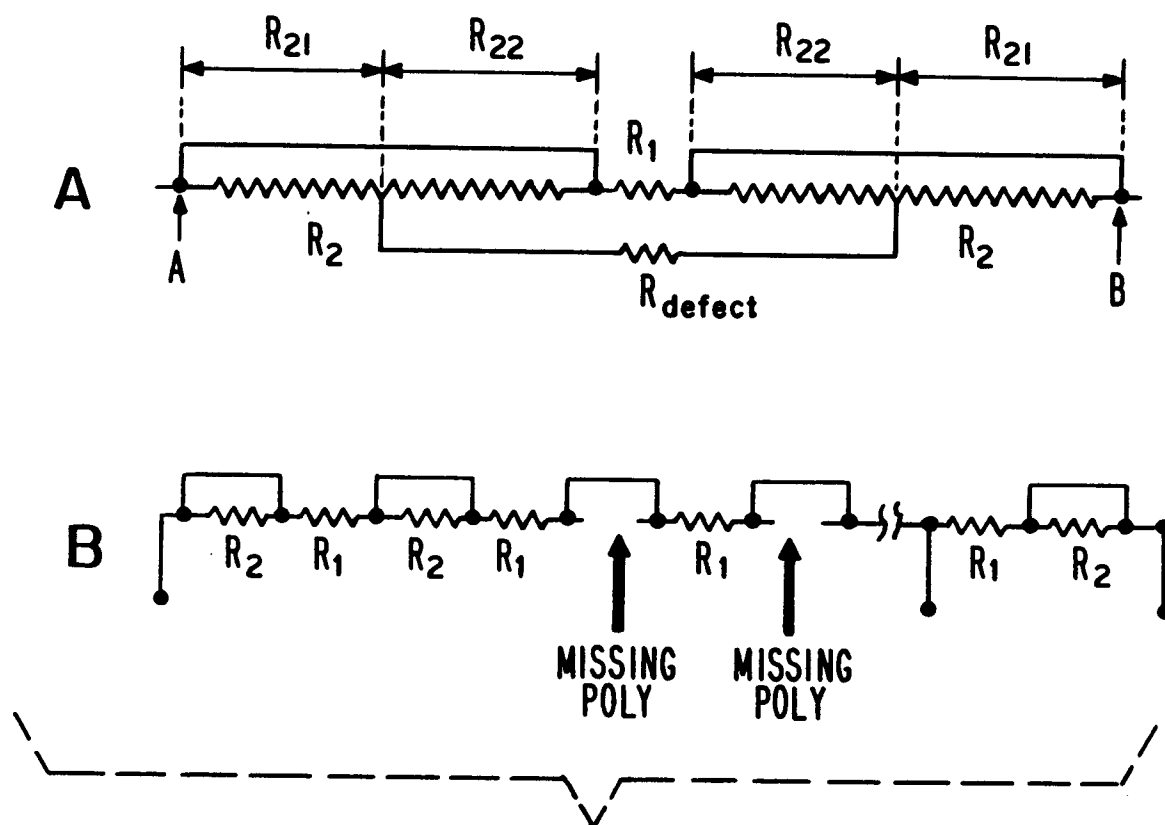 R21 R22 R22 R21
A R1
R2 R2
A Rdefect B
B R2 R1 R2 R1 R1 R1 R2
MISSING POLY MISSING POLY